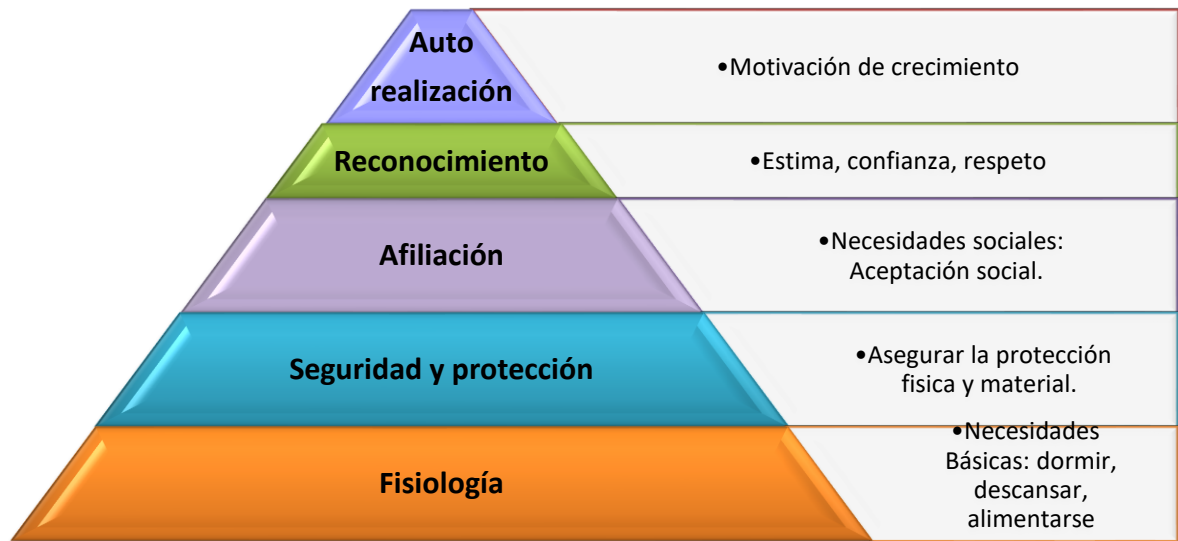 Auto
realización
•Motivación de crecimiento
Reconocimiento
•Estima, confianza, respeto
Afiliación
•Necesidades sociales:
Aceptación social.
Seguridad y protección
•Asegurar la protección
fisica y material.
Fisiología
•Necesidades
Básicas: dormir,
descansar,
alimentarse